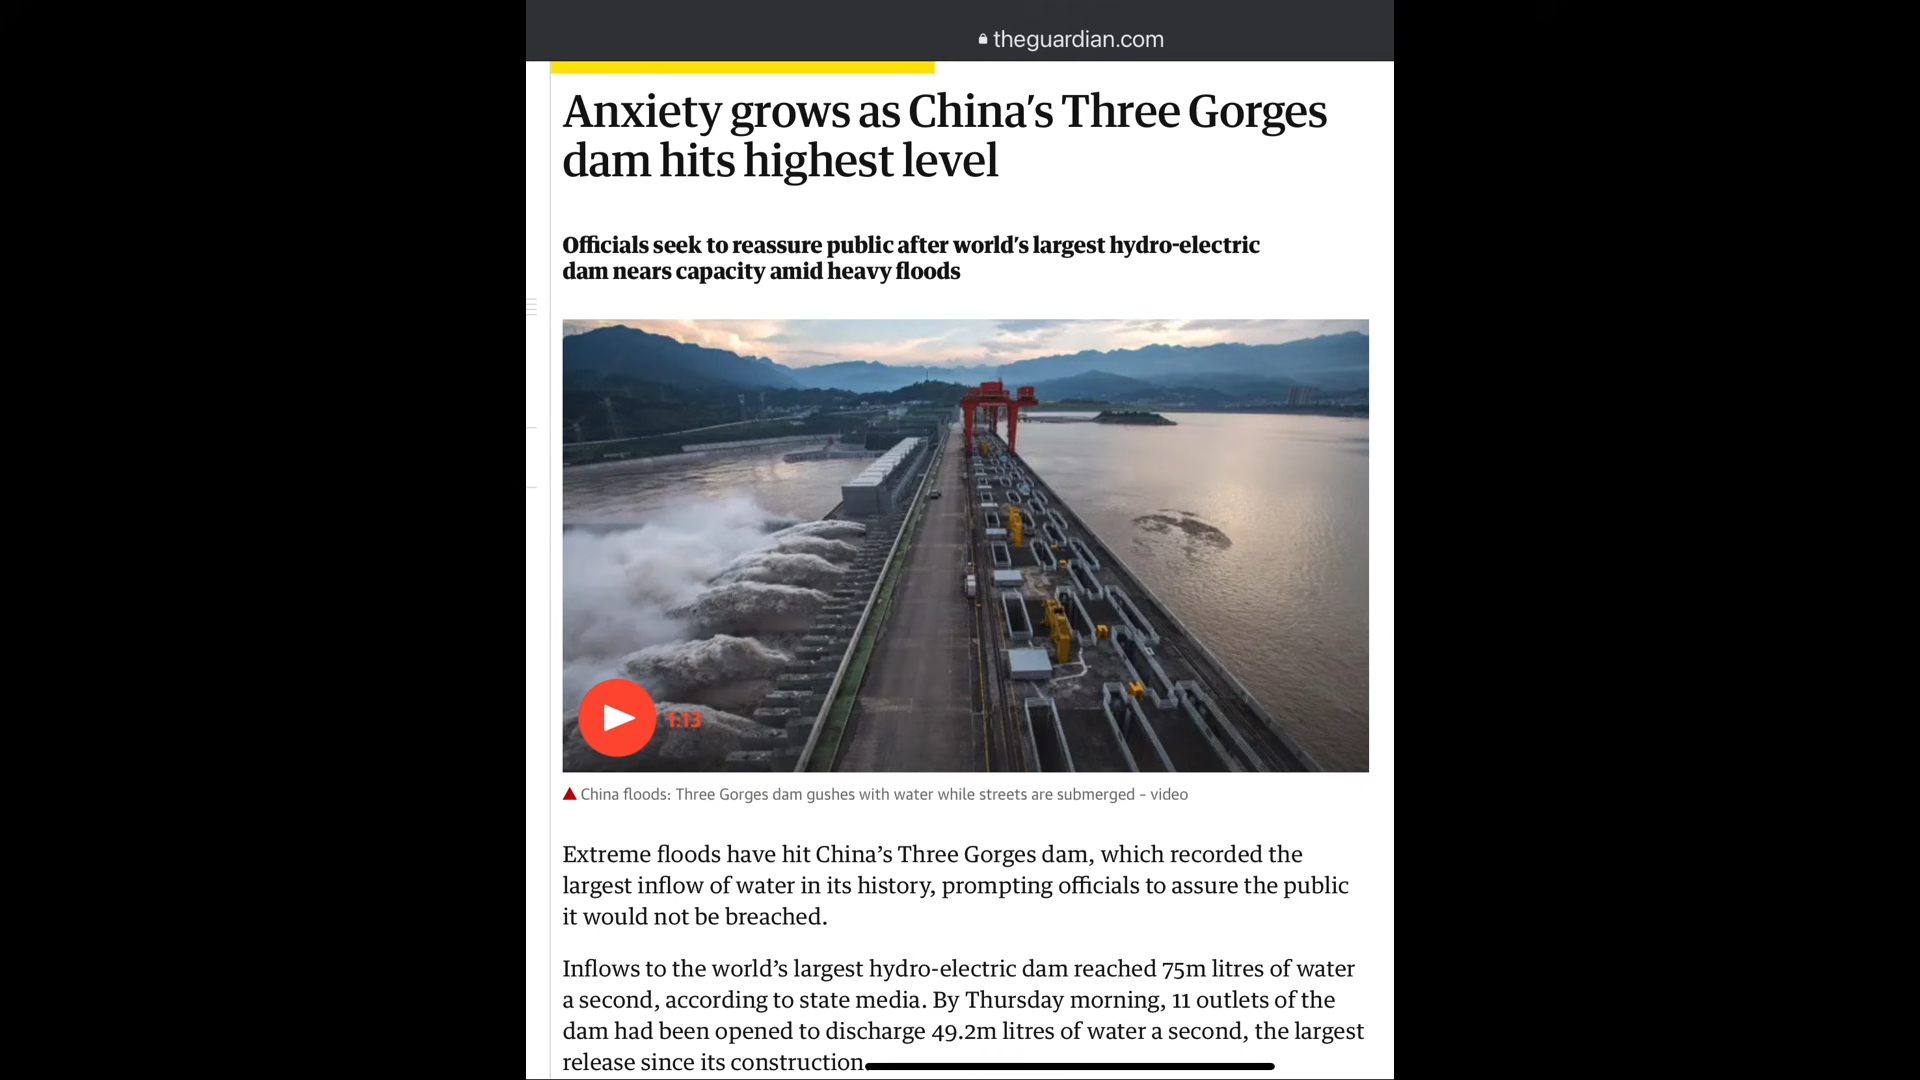 theguardian.com
Anxiety grows as China's Three Gorges
dam hits highest level
Officials seek to reassure public after world's largest hydro-electric
dam nears capacity amid heavy floods
1:13
China floods: Three Gorges dam gushes with water while streets are submerged – video
Extreme floods have hit China's Three Gorges dam, which recorded the
largest inflow of water in its history, prompting officials to assure the public
it would not be breached.
Inflows to the world's largest hydro-electric dam reached 75m litres of water
a second, according to state media. By Thursday morning, 11 outlets of the
dam had been opened to discharge 49.2m litres of water a second, the largest
release since its construction.